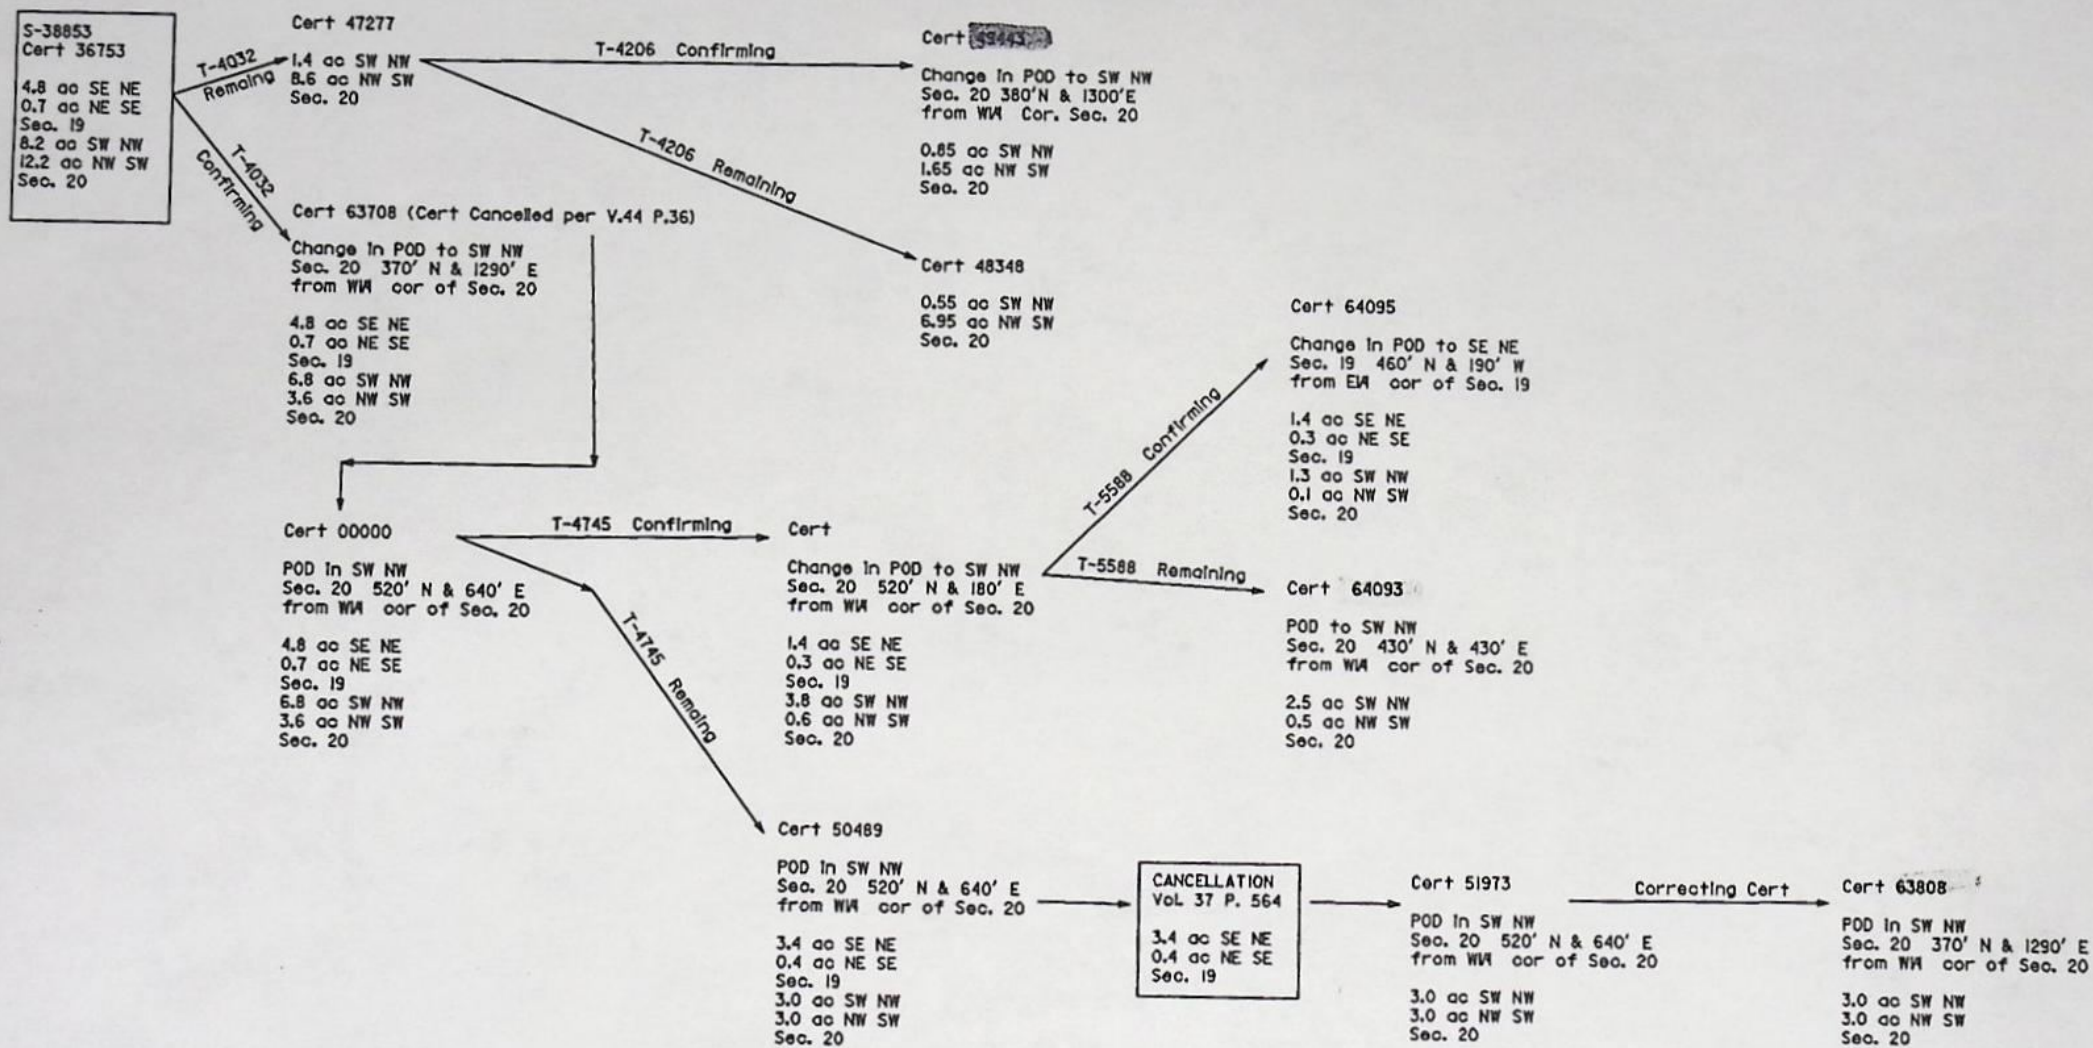 S-38853
Cert 36753
4.8 ac SE NE
0.7 ac NE SE
Sec. 19
8.2 ac SW NW
12.2 ac NW SW
Sec. 20
T-4032
Remaing
T-4032
Confirming
Cert 47277
1.4 ac SW NW
8.6 ac NW SW
Sec. 20
T-4206 Confirming
T-4206 Remaining
Cert
Change in POD to SW NW
Sec. 20 380'N & 1300'E
from W¼ Cor. Sec. 20
0.85 ac SW NW
1.65 ac NW SW
Sec. 20
Cert 63708 (Cert Cancelled per V.44 P.36)
Change in POD to SW NW
Sec. 20 370' N & 1290' E
from W¼ cor of Sec. 20
4.8 ac SE NE
0.7 ac NE SE
Sec. 19
6.8 ac SW NW
3.6 ac NW SW
Sec. 20
Cert 48348
0.55 ac SW NW
6.95 ac NW SW
Sec. 20
Cert 64095
Change in POD to SE NE
Sec. 19 460' N & 190' W
from E¼ cor of Sec. 19
1.4 ac SE NE
0.3 ac NE SE
Sec. 19
1.3 ac SW NW
0.1 ac NW SW
Sec. 20
Cert 00000
POD in SW NW
Sec. 20 520' N & 640' E
from W¼ cor of Sec. 20
4.8 ac SE NE
0.7 ac NE SE
Sec. 19
6.8 ac SW NW
3.6 ac NW SW
Sec. 20
T-4745 Confirming
T-4745 Remaing
Cert
Change in POD to SW NW
Sec. 20 520' N & 180' E
from W¼ cor of Sec. 20
1.4 ac SE NE
0.3 ac NE SE
Sec. 19
3.8 ac SW NW
0.6 ac NW SW
Sec. 20
T-5588 Confirming
T-5588 Remaining
Cert 64093
POD to SW NW
Sec. 20 430' N & 430' E
from W¼ cor of Sec. 20
2.5 ac SW NW
0.5 ac NW SW
Sec. 20
Cert 50489
POD in SW NW
Sec. 20 520' N & 640' E
from W¼ cor of Sec. 20
3.4 ac SE NE
0.4 ac NE SE
Sec. 19
3.0 ac SW NW
3.0 ac NW SW
Sec. 20
CANCELLATION
Vol. 37 P. 564
3.4 ac SE NE
0.4 ac NE SE
Sec. 19
Cert 51973
POD in SW NW
Sec. 20 520' N & 640' E
from W¼ cor of Sec. 20
3.0 ac SW NW
3.0 ac NW SW
Sec. 20
Correcting Cert
Cert 63808
POD in SW NW
Sec. 20 370' N & 1290' E
from W¼ cor of Sec. 20
3.0 ac SW NW
3.0 ac NW SW
Sec. 20